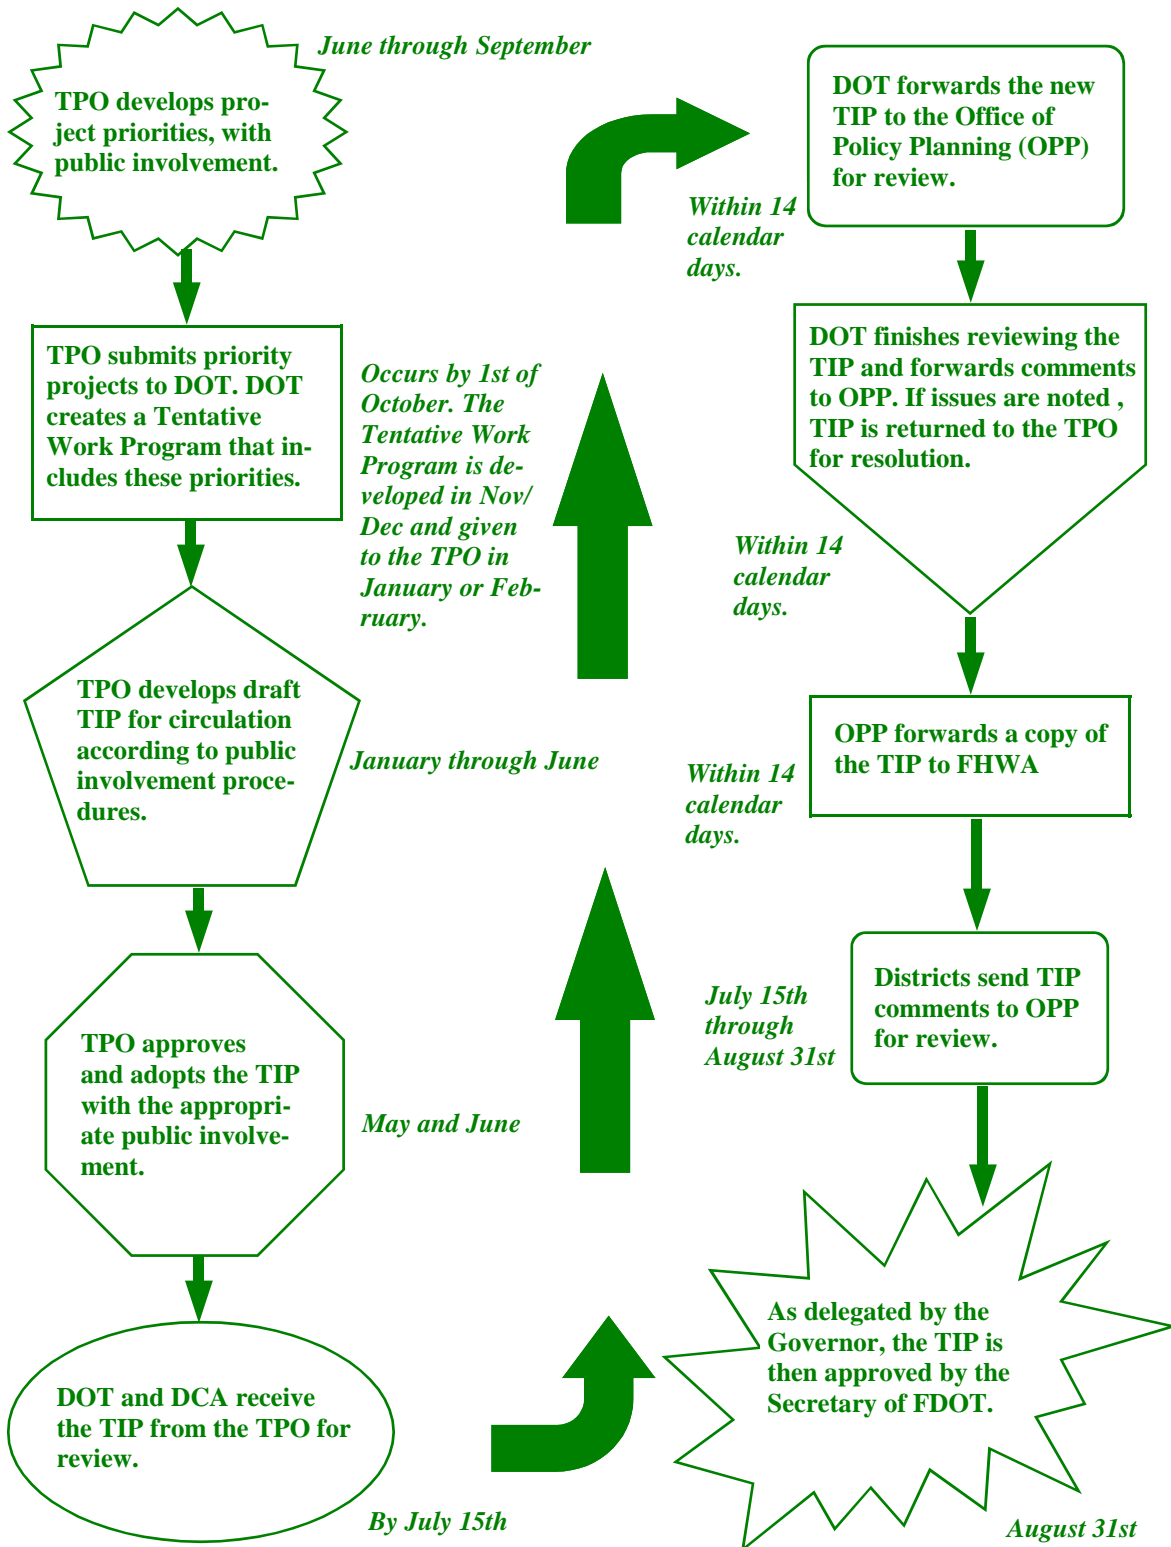 June through September
TPO develops pro-
ject priorities, with
public involvement.
TPO submits priority
projects to DOT. DOT
creates a Tentative
Work Program that in-
cludes these priorities.
Occurs by 1st of
October. The
Tentative Work
Program is de-
veloped in Nov/
Dec and given
to the TPO in
January or Feb-
ruary.
TPO develops draft
TIP for circulation
according to public
involvement proce-
dures.
January through June
TPO approves
and adopts the TIP
with the appropri-
ate public involve-
ment.
May and June
DOT and DCA receive
the TIP from the TPO for
review.
By July 15th
DOT forwards the new
TIP to the Office of
Policy Planning (OPP)
for review.
Within 14
calendar
days.
DOT finishes reviewing the
TIP and forwards comments
to OPP. If issues are noted ,
TIP is returned to the TPO
for resolution.
Within 14
calendar
days.
OPP forwards a copy of
the TIP to FHWA
Within 14
calendar
days.
Districts send TIP
comments to OPP
for review.
July 15th
through
August 31st
As delegated by the
Governor, the TIP is
then approved by the
Secretary of FDOT.
August 31st